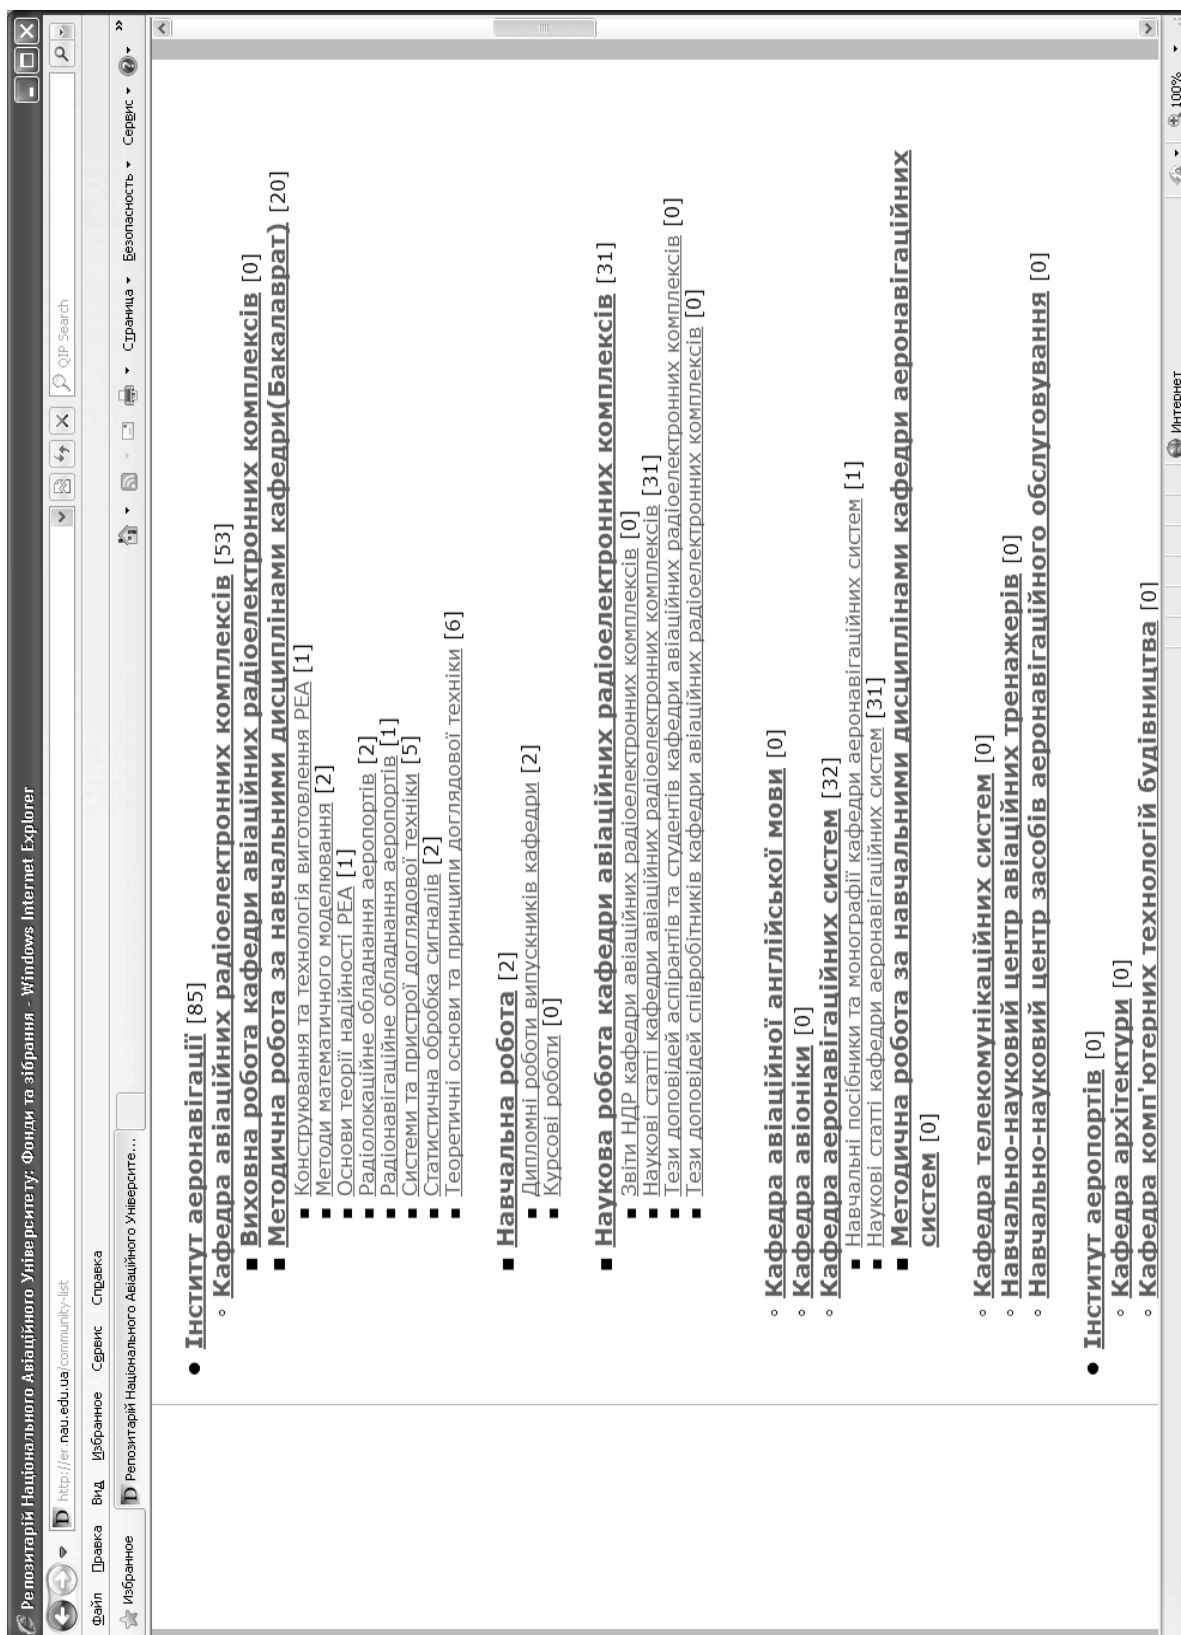 Репозитарій Національного Авіаційного Університету: Фонди та зібрання - Windows Internet Explorer
http://er.nau.edu.ua/community-list
QIP Search
Файл Правка Вид Избранное Сервис Справка
Избранное
Репозитарій Національного Авіаційного Університе...
Страница Безопасность Сервис
Інститут аеронавігації [85]
Кафедра авіаційних радіоелектронних комплексів [53]
Виховна робота кафедри авіаційних радіоелектронних комплексів [0]
Методична робота за навчальними дисциплінами кафедри(Бакалаврат) [20]
Конструювання та технологія виготовлення РЕА [1]
Методи математичного моделювання [2]
Основи теорії надійності РЕА [1]
Радіолокаційне обладнання аеропортів [2]
Радіонавігаційне обладнання аеропортів [1]
Системи та пристрої доглядової техніки [5]
Статистична обробка сигналів [2]
Теоретичні основи та принципи доглядової техніки [6]
Навчальна робота [2]
Дипломні роботи випускників кафедри [2]
Курсові роботи [0]
Наукова робота кафедри авіаційних радіоелектронних комплексів [31]
Звіти НДР кафедри авіаційних радіоелектронних комплексів [0]
Наукові статті кафедри авіаційних радіоелектронних комплексів [31]
Тези доповідей аспірантів та студентів кафедри авіаційних радіоелектронних комплексів [0]
Тези доповідей співробітників кафедри авіаційних радіоелектронних комплексів [0]
Кафедра авіаційної англійської мови [0]
Кафедра авіоніки [0]
Кафедра аеронавігаційних систем [32]
Навчальні посібники та монографії кафедри аеронавігаційних систем [1]
Наукові статті кафедри аеронавігаційних систем [31]
Методична робота за навчальними дисциплінами кафедри аеронавігаційних
систем [0]
Кафедра телекомунікаційних систем [0]
Навчально-науковий центр авіаційних тренажерів [0]
Навчально-науковий центр засобів аеронавігаційного обслуговування [0]
Інститут аеропортів [0]
Кафедра архітектури [0]
Кафедра комп'ютерних технологій будівництва [0]
Интернет
100%